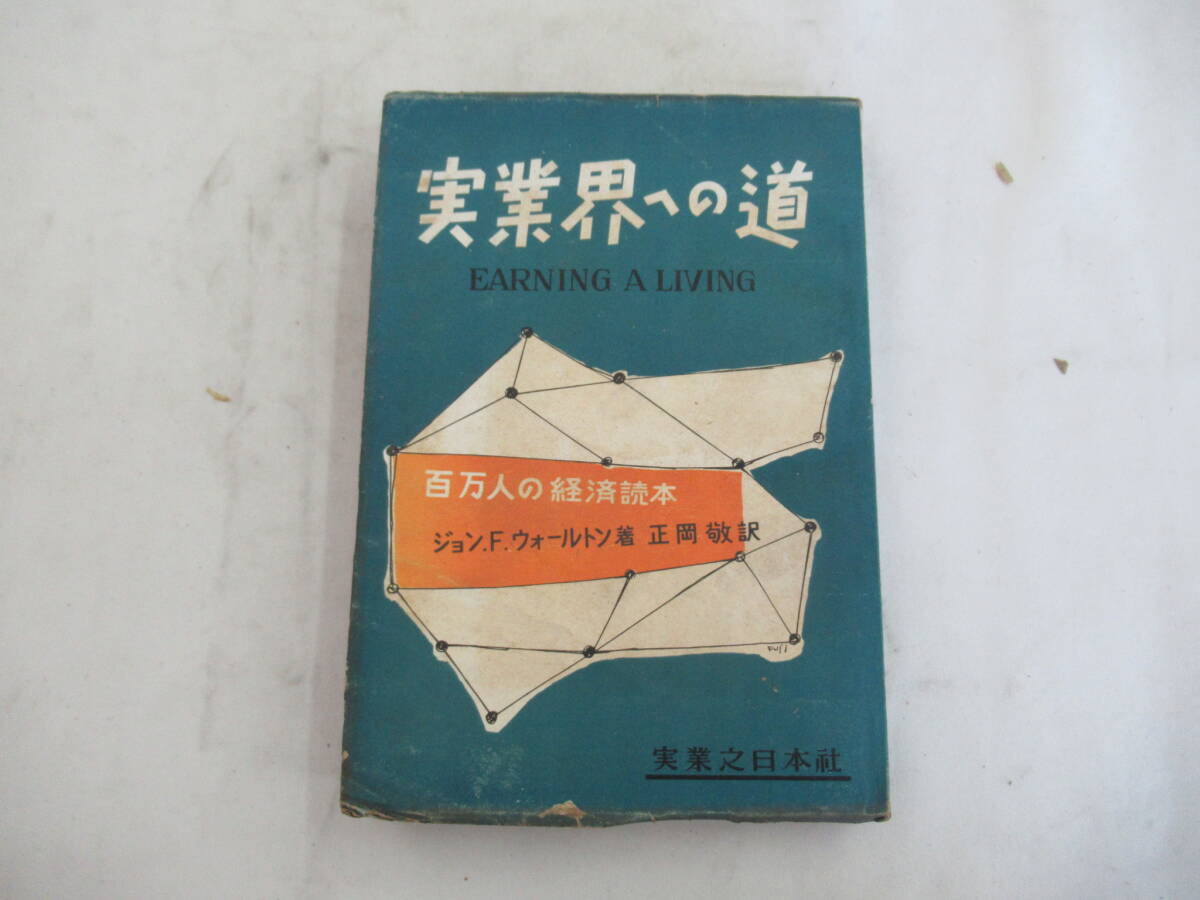 実業界への道
EARNING A LIVING
百万人の経済読本
ジョン.F.ウォールトン著 正岡敬訳
FUJI
実業之日本社